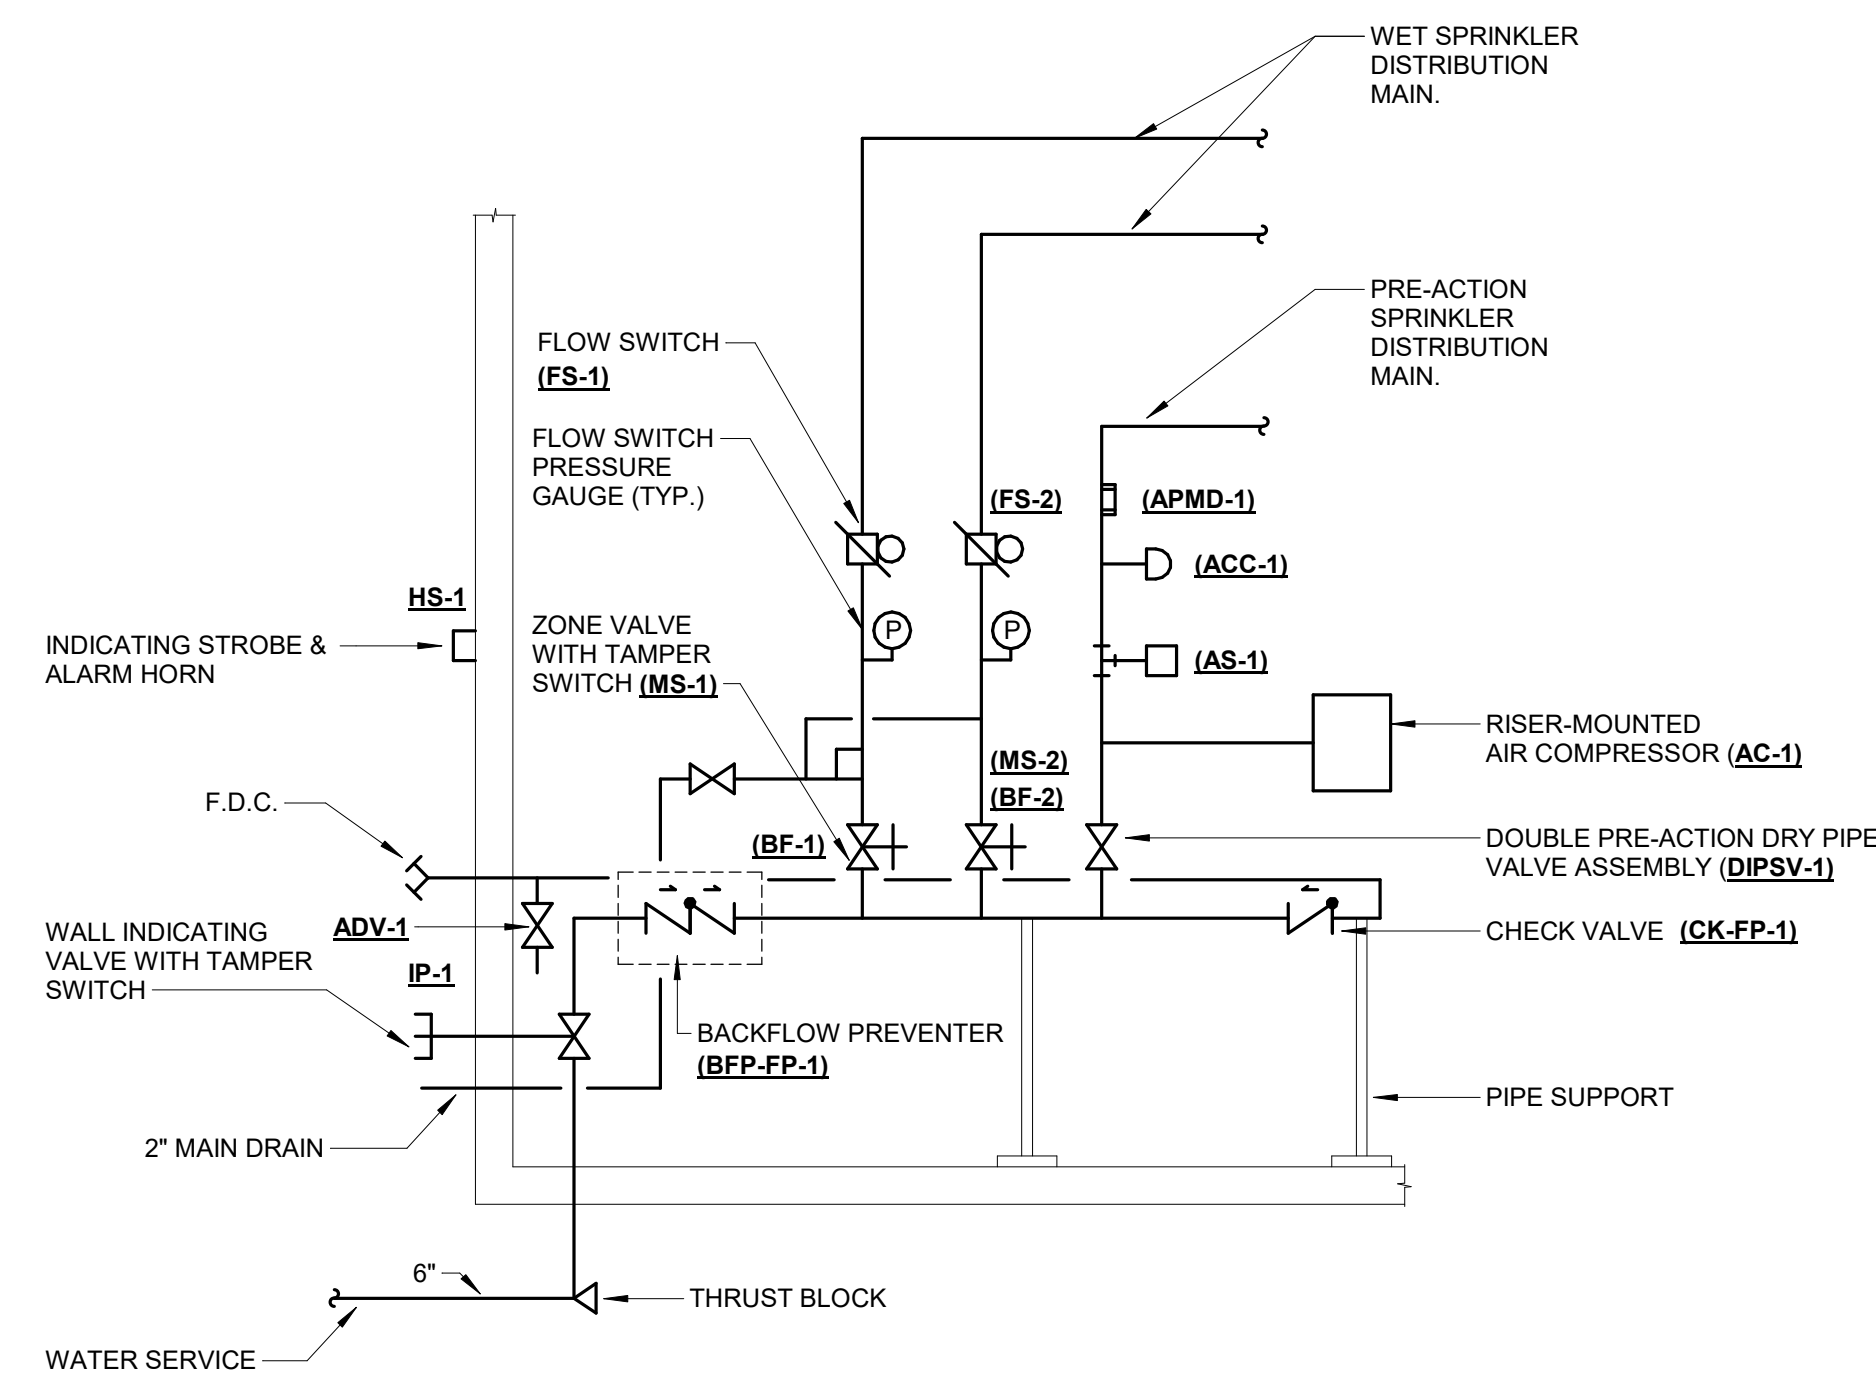 WET SPRINKLER
DISTRIBUTION
MAIN.
PRE-ACTION
SPRINKLER
DISTRIBUTION
MAIN.
FLOW SWITCH
(FS-1)
FLOW SWITCH
PRESSURE
GAUGE (TYP.)
(FS-2)
(APMD-1)
(ACC-1)
HS-1
INDICATING STROBE &
ALARM HORN
ZONE VALVE
WITH TAMPER
SWITCH (MS-1)
P
P
(AS-1)
RISER-MOUNTED
AIR COMPRESSOR (AC-1)
(MS-2)
(BF-2)
F.D.C.
(BF-1)
DOUBLE PRE-ACTION DRY PIPE
VALVE ASSEMBLY (DIPSV-1)
ADV-1
WALL INDICATING
VALVE WITH TAMPER
SWITCH
IP-1
CHECK VALVE (CK-FP-1)
BACKFLOW PREVENTER
(BFP-FP-1)
PIPE SUPPORT
2" MAIN DRAIN
6"
THRUST BLOCK
WATER SERVICE